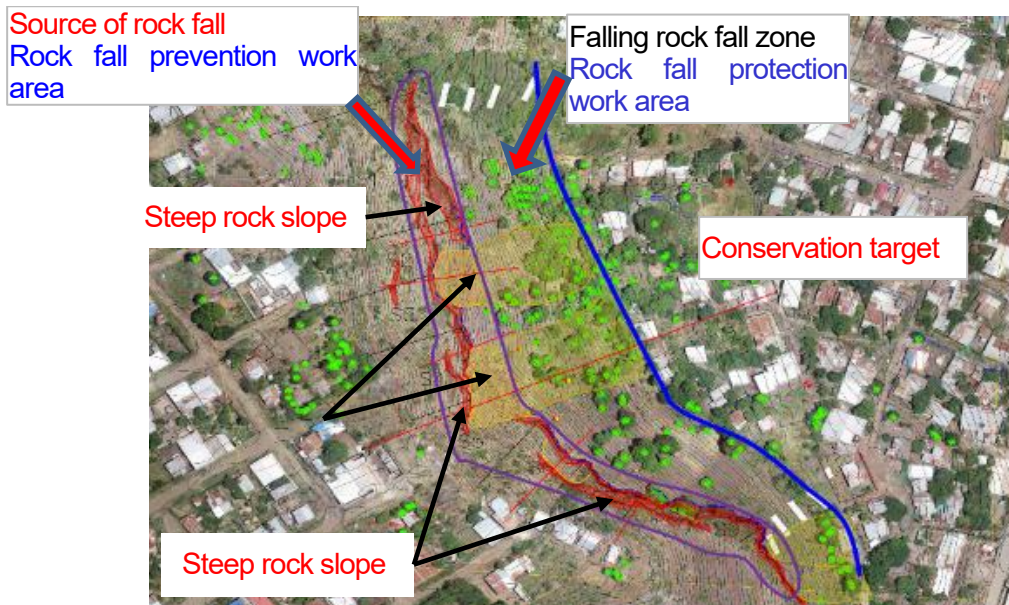 Source of rock fall
Rock fall prevention work
area
Falling rock fall zone
Rock fall protection
work area
Steep rock slope
Conservation target
Steep rock slope